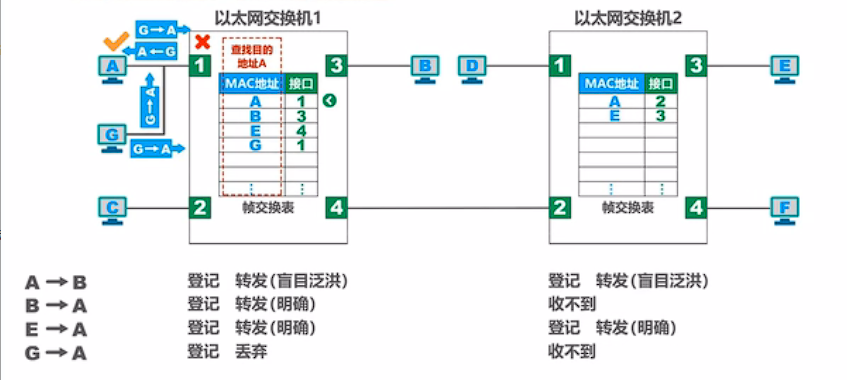 以太网交换机1
以太网交换机2
G→A
A←G
G→A
G→A
A
G
C
B
D
E
F
1
2
3
4
查找目的
地址A
MAC地址 接口
A 1
B 3
E 4
G 1
⋮ ⋮
帧交换表
1
2
3
4
MAC地址 接口
A 2
E 3
⋮ ⋮
帧交换表
A→B 登记 转发(盲目泛洪) 登记 转发(盲目泛洪)
B→A 登记 转发(明确) 收不到
E→A 登记 转发(明确) 登记 转发(明确)
G→A 登记 丢弃 收不到